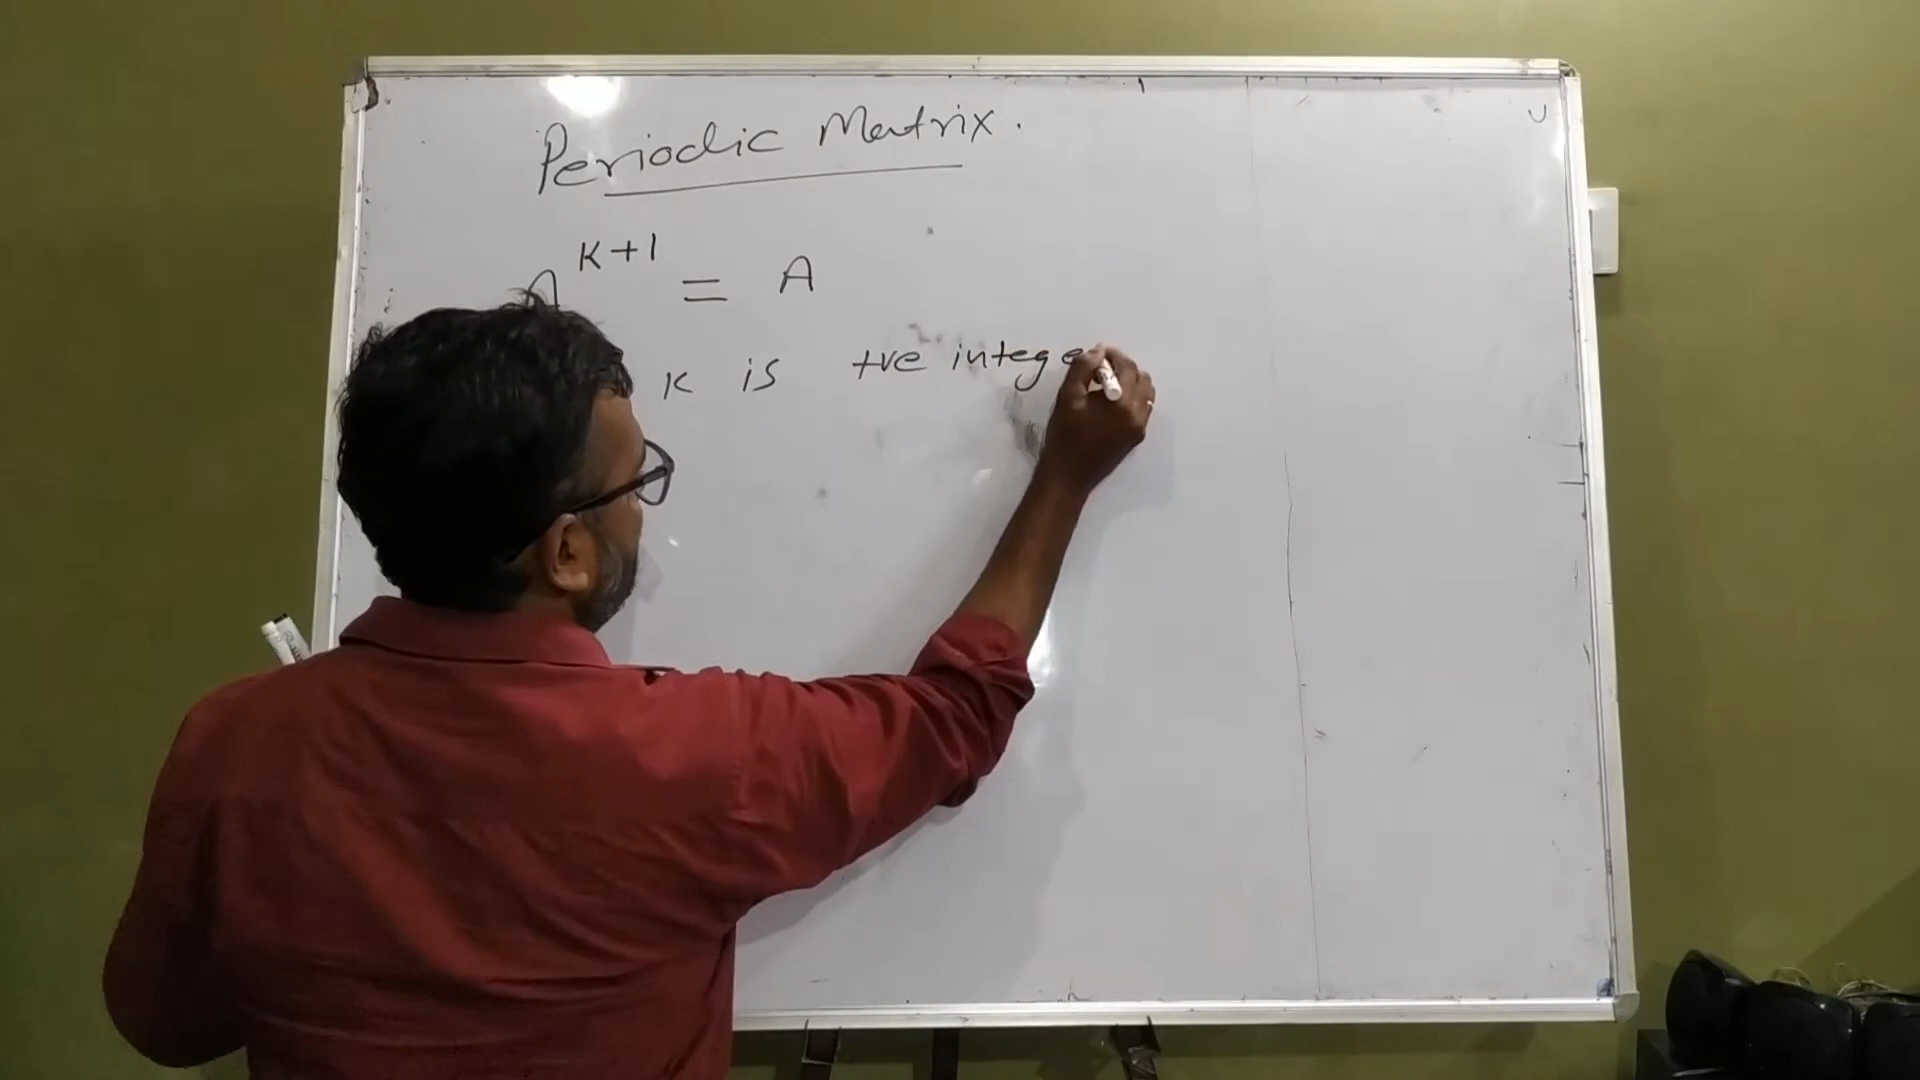 Periodic Matrix.
A^{K+1} = A
K is +ve intege